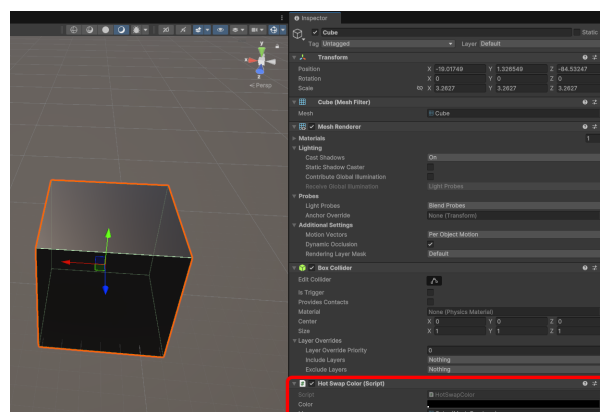 Inspector
Cube
Static
Tag Untagged
Layer Default
Transform
Position X -19.01749 Y 1.326549 Z -84.53247
Rotation X 0 Y 0 Z 0
Scale X 3.2627 Y 3.2627 Z 3.2627
Cube (Mesh Filter)
Mesh Cube
Mesh Renderer
Materials 1
Lighting
Cast Shadows On
Static Shadow Caster
Contribute Global Illumination
Receive Global Illumination Light Probes
Probes
Light Probes Blend Probes
Anchor Override None (Transform)
Additional Settings
Motion Vectors Per Object Motion
Dynamic Occlusion
Rendering Layer Mask Default
Box Collider
Edit Collider
Is Trigger
Provides Contacts
Material None (Physics Material)
Center X 0 Y 0 Z 0
Size X 1 Y 1 Z 1
Layer Overrides
Layer Override Priority 0
Include Layers Nothing
Exclude Layers Nothing
Hot Swap Color (Script)
Script HotSwapColor
Color
y
x
Persp